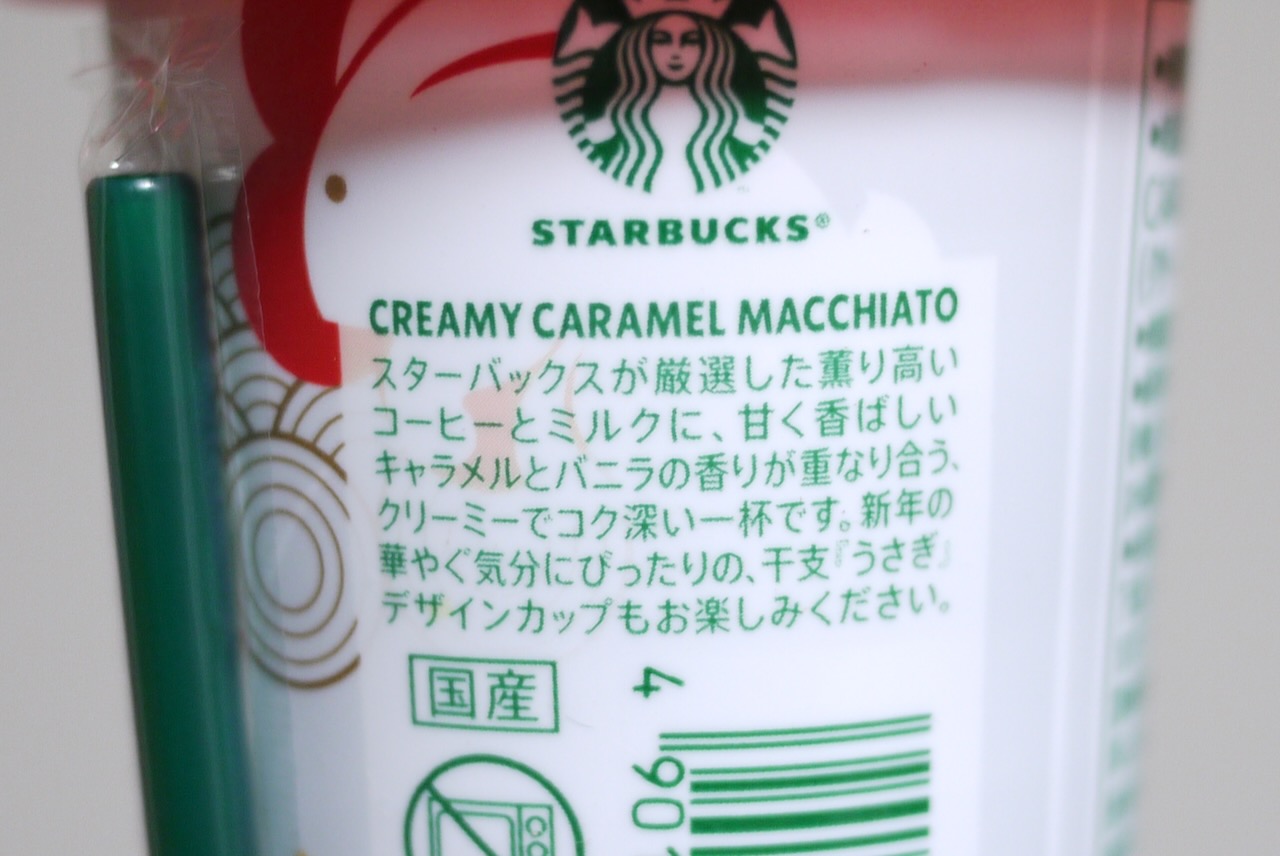 STARBUCKS®
CREAMY CARAMEL MACCHIATO
スターバックスが厳選した薫り高い
コーヒーとミルクに、甘く香ばしい
キャラメルとバニラの香りが重なり合う、
クリーミーでコク深い一杯です。新年の
華やぐ気分にぴったりの、干支『うさぎ』
デザインカップもお楽しみください。
国産
4
90